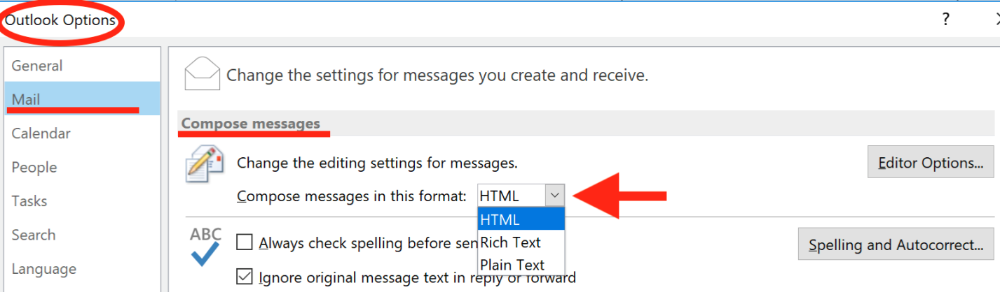 Outlook Options
?
General
Mail
Calendar
People
Tasks
Search
Language
Change the settings for messages you create and receive.
Compose messages
Change the editing settings for messages.
Editor Options...
Compose messages in this format: HTML
HTML
Rich Text
Plain Text
ABC
Always check spelling before sen
Spelling and Autocorrect...
Ignore original message text in reply or forward